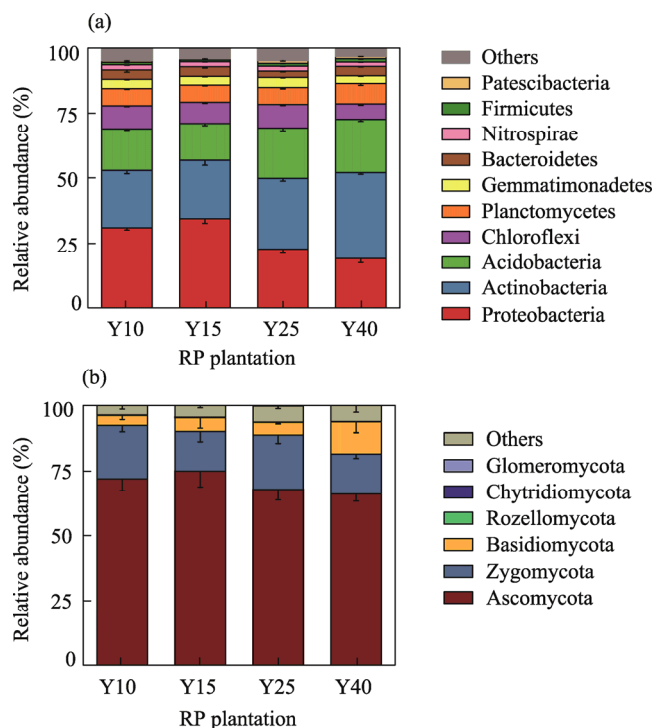 (a)
Relative abundance (%)
100
75
50
25
0
Y10 Y15 Y25 Y40
RP plantation
Others
Patescibacteria
Firmicutes
Nitrospirae
Bacteroidetes
Gemmatimonadetes
Planctomycetes
Chloroflexi
Acidobacteria
Actinobacteria
Proteobacteria
(b)
Relative abundance (%)
100
75
50
25
0
Y10 Y15 Y25 Y40
RP plantation
Others
Glomeromycota
Chytridiomycota
Rozellomycota
Basidiomycota
Zygomycota
Ascomycota